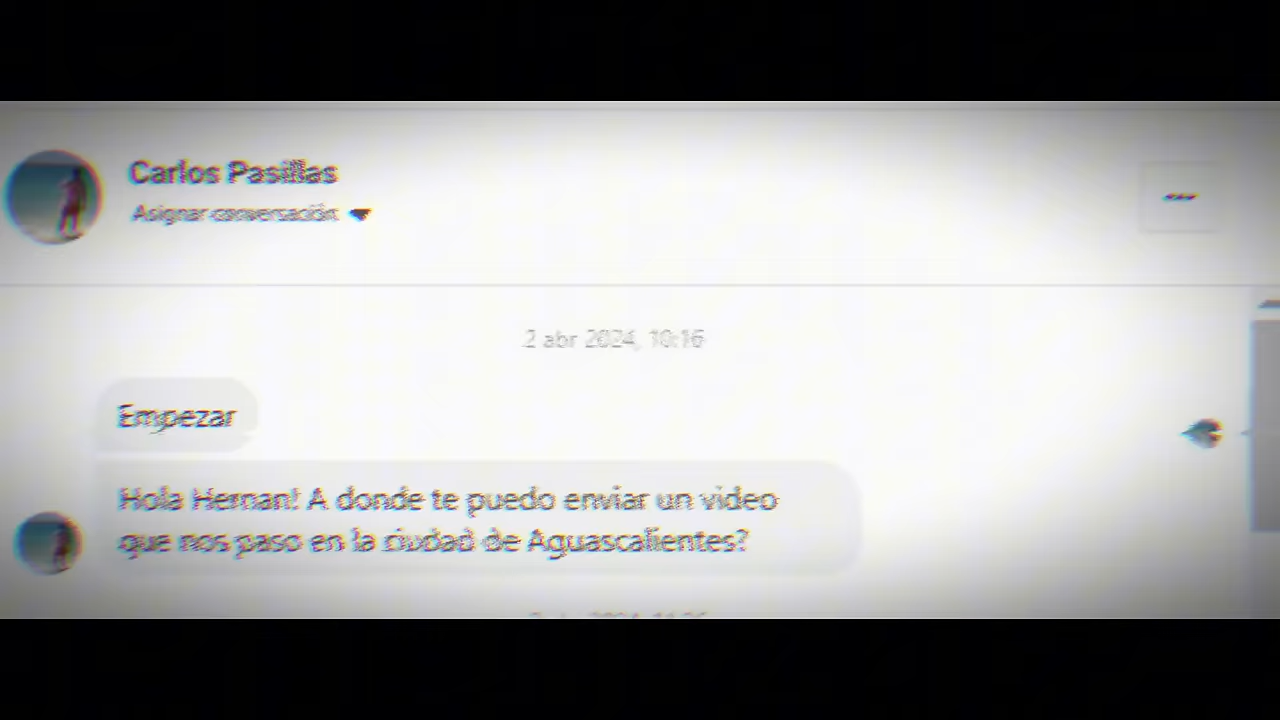 Carlos Pasillas
Asignar conversación
2 abr 2024, 10:16
Empezar
Hola Hernan! A donde te puedo enviar un video
que nos paso en la ciudad de Aguascalientes?